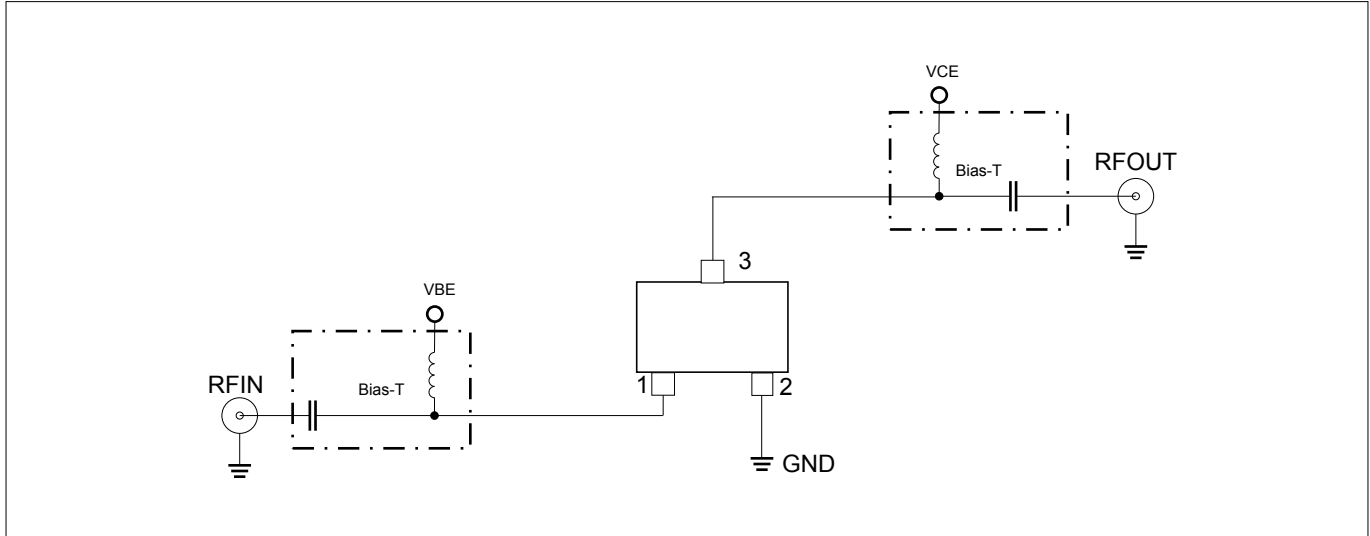 VCE
Bias-T
RFOUT
3
VBE
RFIN
Bias-T
1
2
GND